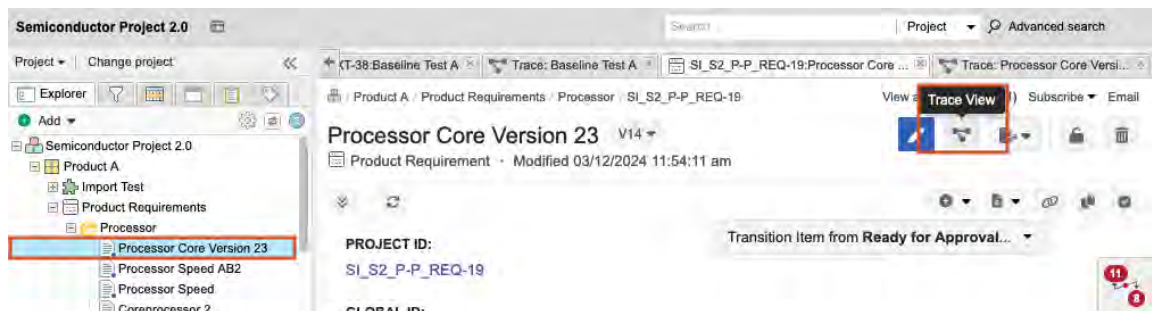 Semiconductor Project 2.0
Search
Project
Advanced search
Project
Change project
KT-38:Baseline Test A
Trace: Baseline Test A
SI_S2_P-P_REQ-19:Processor Core ...
Trace: Processor Core Versi...
Explorer
Product A / Product Requirements / Processor / SI_S2_P-P_REQ-19
Trace View
Subscribe
Email
Add
Processor Core Version 23 V14
Semiconductor Project 2.0
Product A
Product Requirement · Modified 03/12/2024 11:54:11 am
Import Test
Product Requirements
Processor
Processor Core Version 23
Transition Item from Ready for Approval...
PROJECT ID:
Processor Speed AB2
SI_S2_P-P_REQ-19
Processor Speed
11
8
Coreprocessor 2
GLOBAL ID: